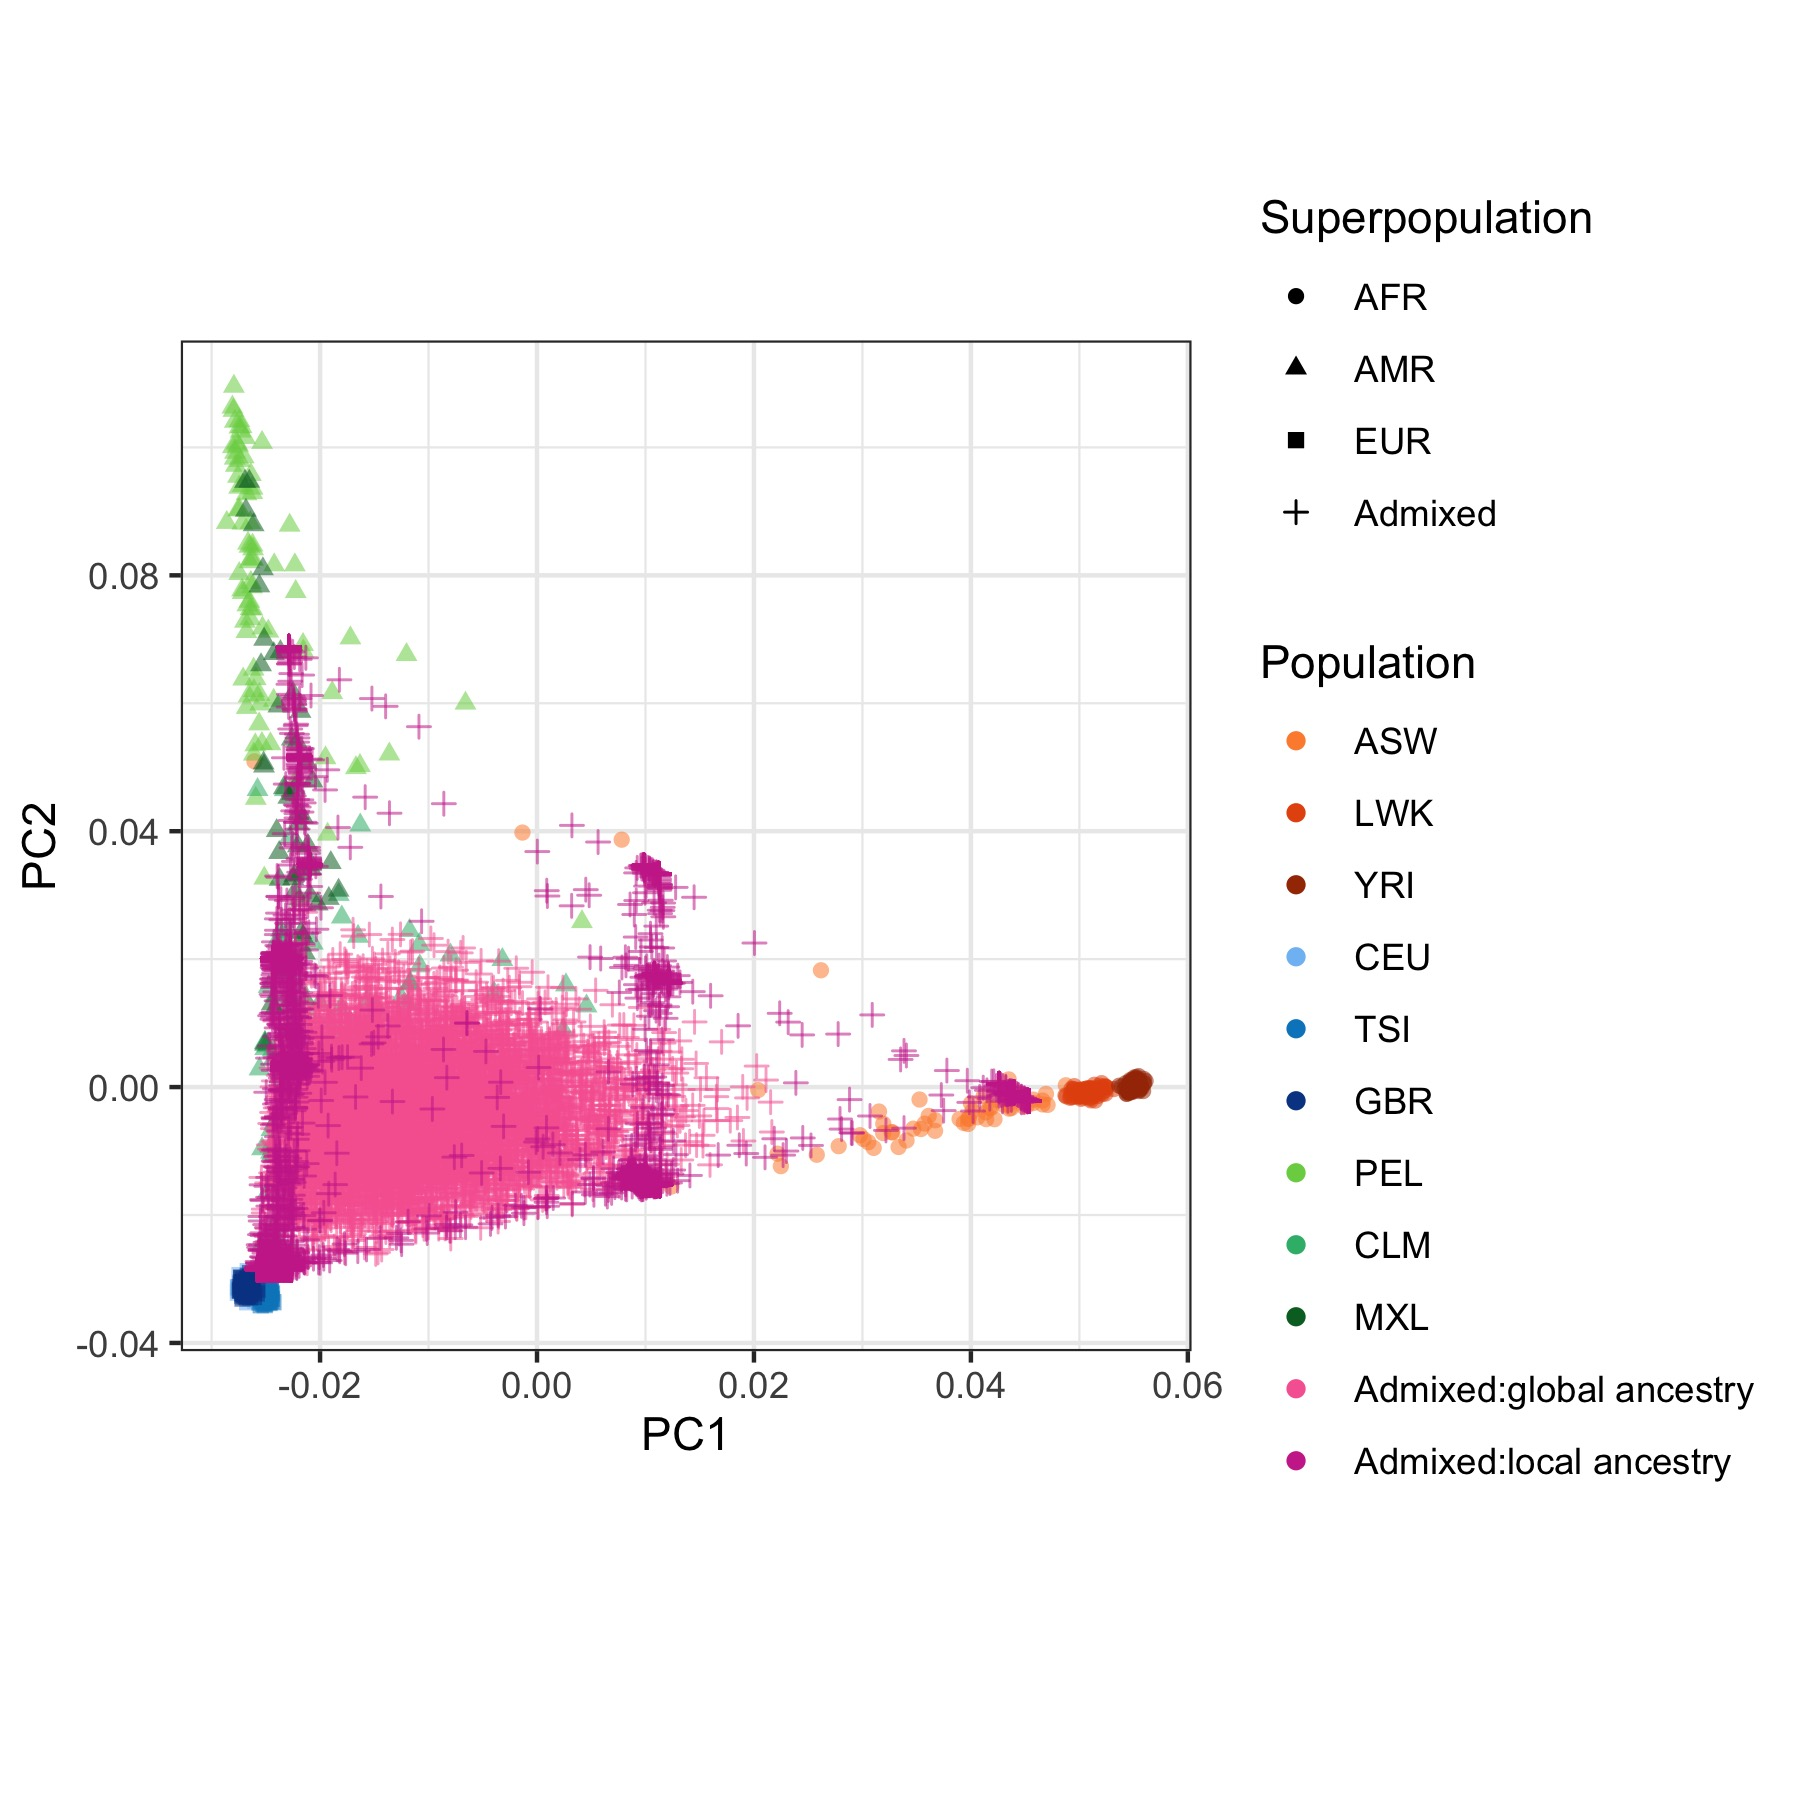 Superpopulation
AFR
AMR
EUR
Admixed
Population
ASW
LWK
YRI
CEU
TSI
GBR
PEL
CLM
MXL
Admixed:global ancestry
Admixed:local ancestry
PC2
0.08
0.04
0.00
-0.04
-0.02
0.00
0.02
0.04
0.06
PC1